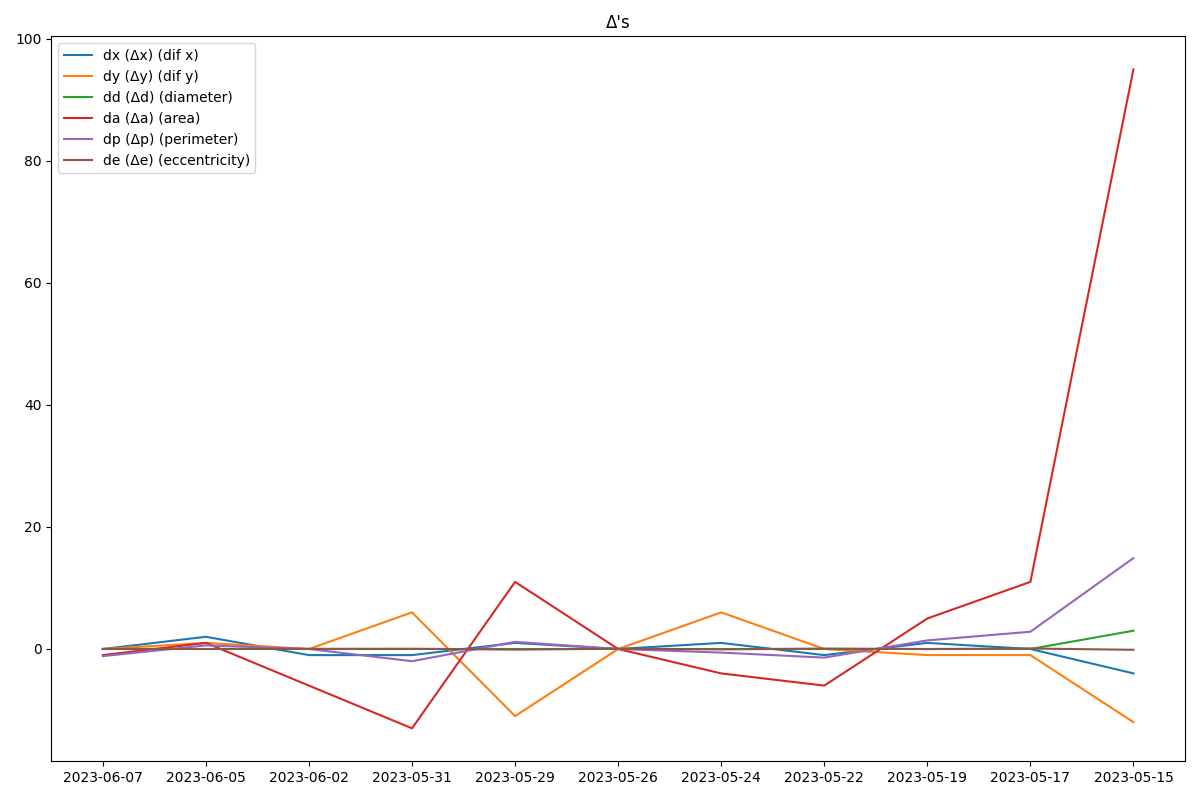 Δ's
dx (Δx) (dif x)
dy (Δy) (dif y)
dd (Δd) (diameter)
da (Δa) (area)
dp (Δp) (perimeter)
de (Δe) (eccentricity)
100
80
60
40
20
0
2023-06-07 2023-06-05 2023-06-02 2023-05-31 2023-05-29 2023-05-26 2023-05-24 2023-05-22 2023-05-19 2023-05-17 2023-05-15